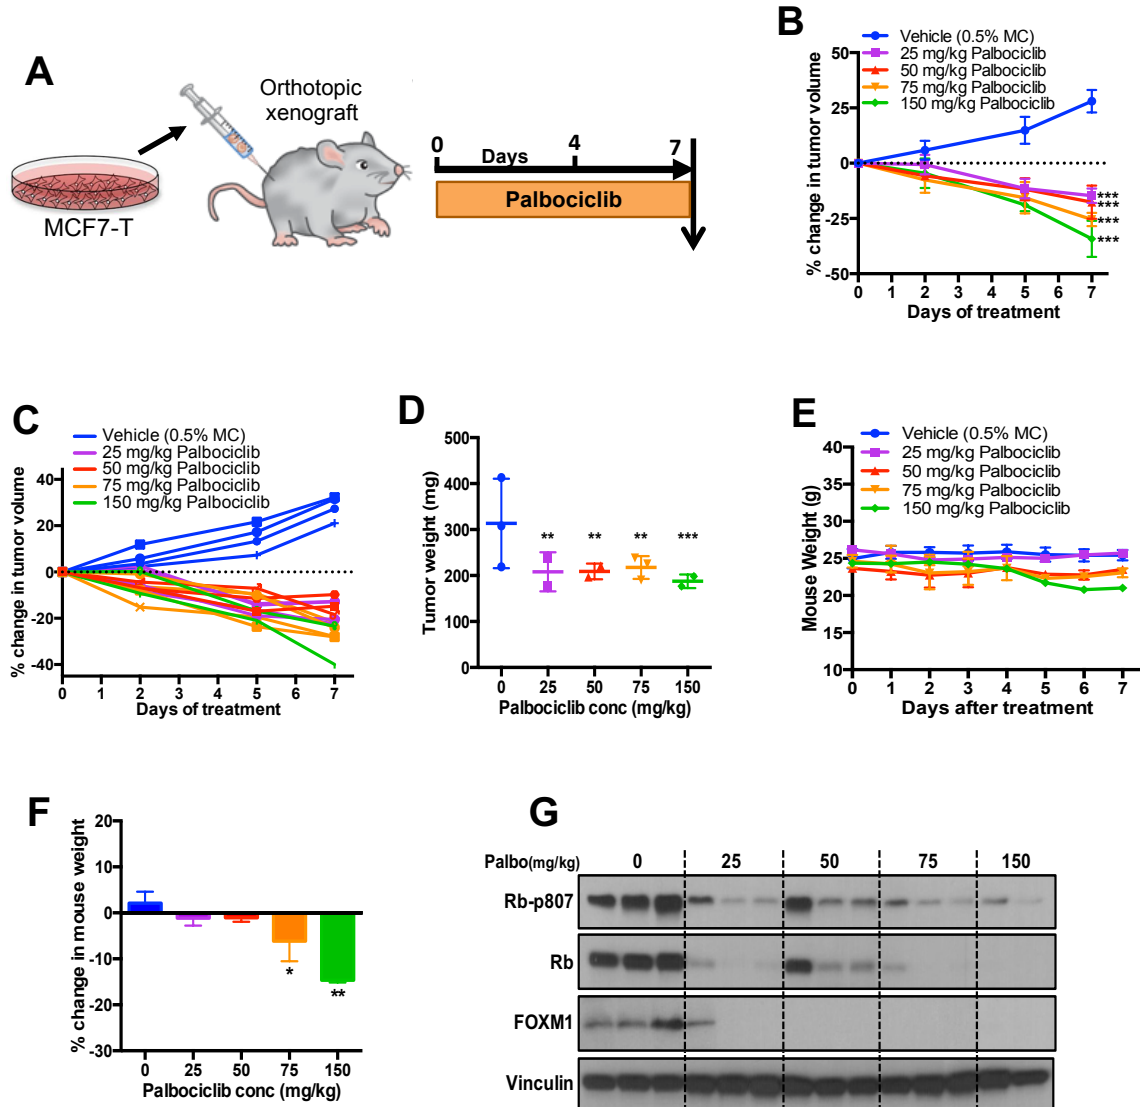 A
Orthotopic
xenograft
MCF7-T
0 4 7
Days
Palbociclib
B
Vehicle (0.5% MC)
25 mg/kg Palbociclib
50 mg/kg Palbociclib
75 mg/kg Palbociclib
150 mg/kg Palbociclib
% change in tumor volume
50
25
0
-25
-50
***
***
***
***
0 1 2 3 4 5 6 7
Days of treatment
C
Vehicle (0.5% MC)
25 mg/kg Palbociclib
50 mg/kg Palbociclib
75 mg/kg Palbociclib
150 mg/kg Palbociclib
% change in tumor volume
40
20
0
-20
-40
0 1 2 3 4 5 6 7
Days of treatment
D
Tumor weight (mg)
500
400
300
200
100
0
** ** ** ***
0 25 50 75 150
Palbociclib conc (mg/kg)
E
Vehicle (0.5% MC)
25 mg/kg Palbociclib
50 mg/kg Palbociclib
75 mg/kg Palbociclib
150 mg/kg Palbociclib
Mouse Weight (g)
40
35
30
25
20
15
10
0 1 2 3 4 5 6 7
Days after treatment
F
% change in mouse weight
20
10
0
-10
-20
-30
* **
0 25 50 75 150
Palbociclib conc (mg/kg)
G
Palbo(mg/kg) 0 25 50 75 150
Rb-p807
Rb
FOXM1
Vinculin